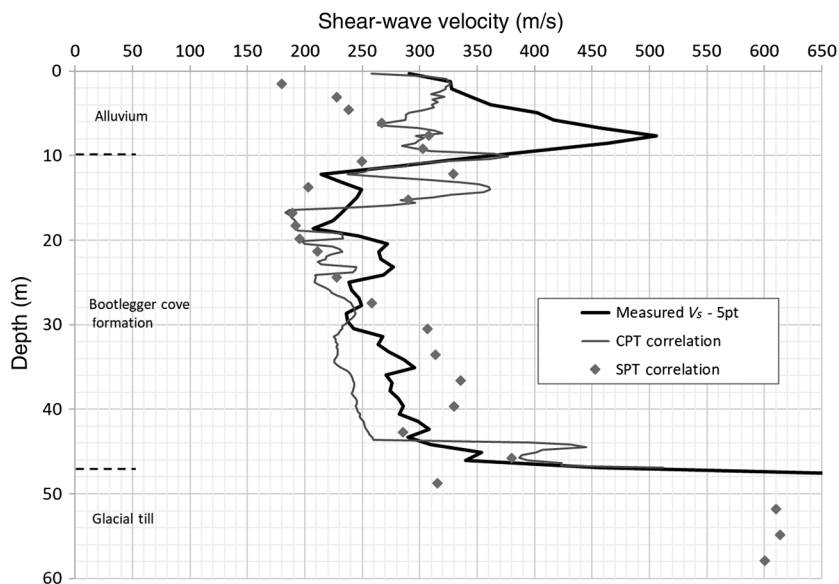 Shear-wave velocity (m/s)
0 50 100 150 200 250 300 350 400 450 500 550 600 650
0
Alluvium
10
20
Depth (m)
Bootlegger cove
formation
30
Measured Vs - 5pt
CPT correlation
SPT correlation
40
50
Glacial till
60